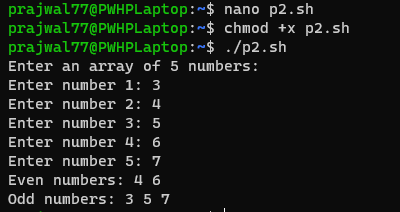 prajwal77@PWHPLaptop:~$ nano p2.sh
prajwal77@PWHPLaptop:~$ chmod +x p2.sh
prajwal77@PWHPLaptop:~$ ./p2.sh
Enter an array of 5 numbers:
Enter number 1: 3
Enter number 2: 4
Enter number 3: 5
Enter number 4: 6
Enter number 5: 7
Even numbers: 4 6
Odd numbers: 3 5 7